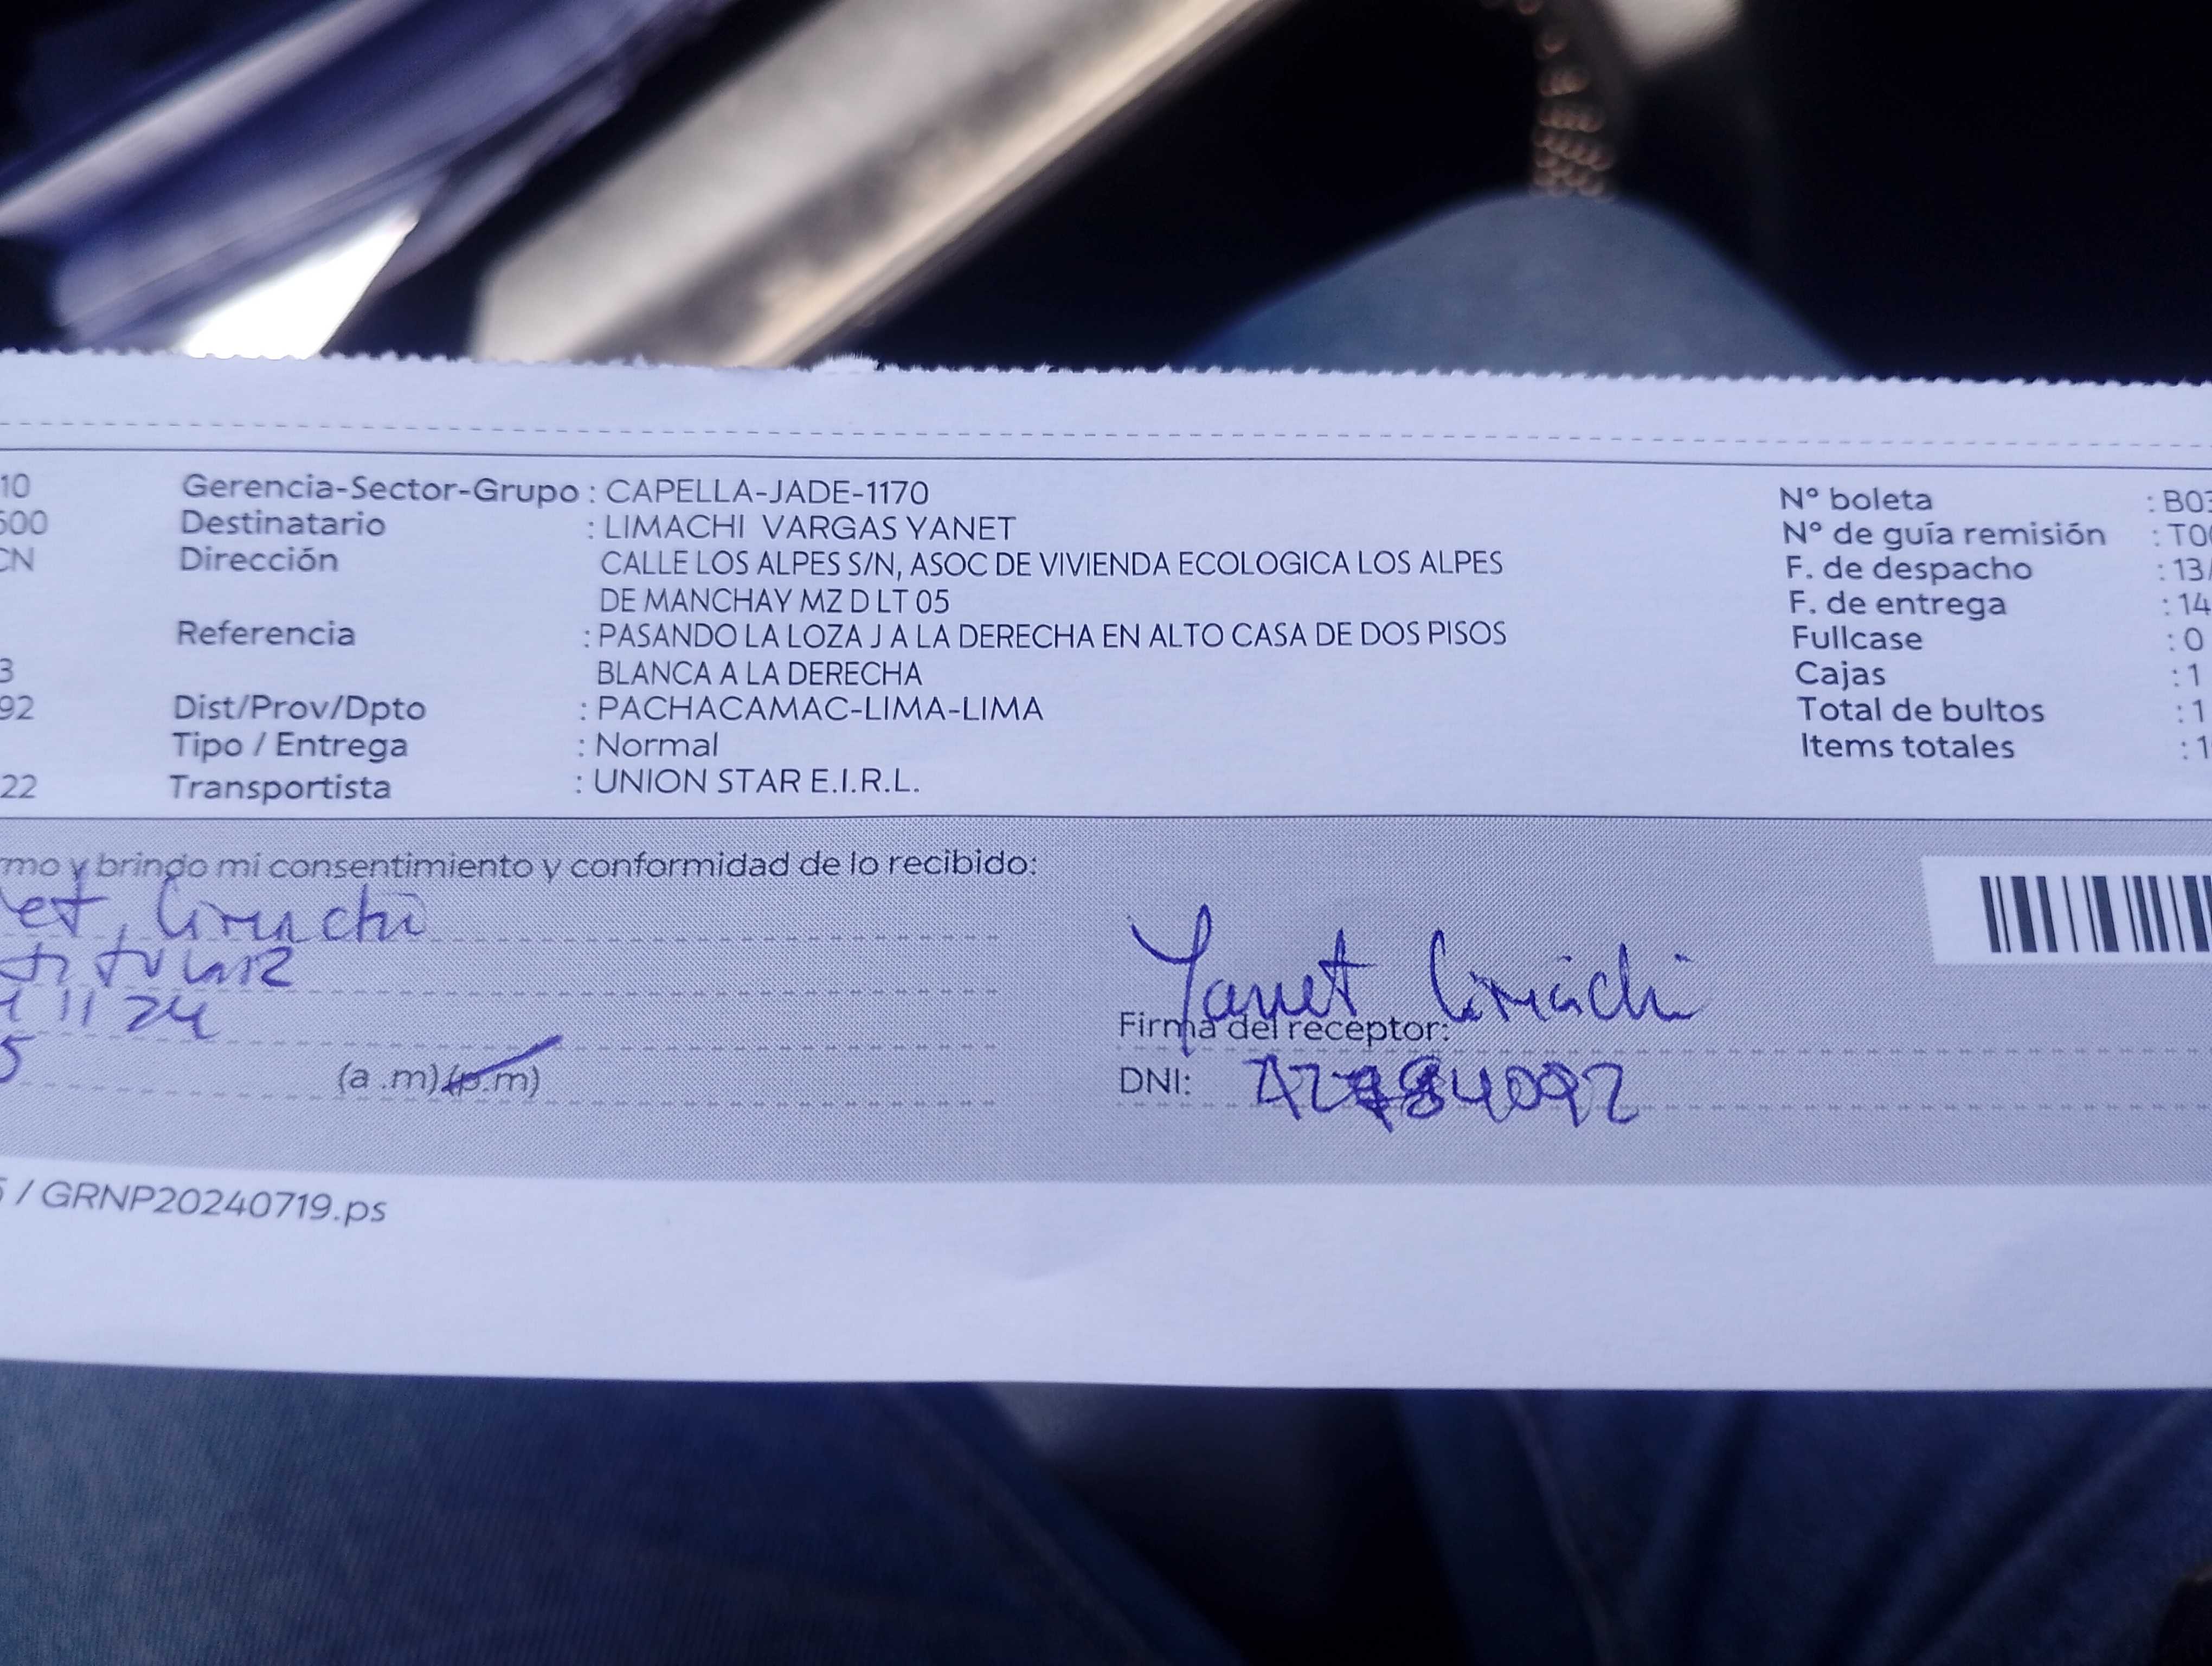 10 Gerencia-Sector-Grupo : CAPELLA-JADE-1170 N° boleta : B03
600 Destinatario : LIMACHI VARGAS YANET N° de guía remisión : T00
CN Dirección CALLE LOS ALPES S/N, ASOC DE VIVIENDA ECOLOGICA LOS ALPES F. de despacho : 13/
DE MANCHAY MZ D LT 05 F. de entrega : 14
Referencia : PASANDO LA LOZA J A LA DERECHA EN ALTO CASA DE DOS PISOS Fullcase : 0
3 BLANCA A LA DERECHA Cajas : 1
92 Dist/Prov/Dpto : PACHACAMAC-LIMA-LIMA Total de bultos : 1
Tipo / Entrega : Normal Items totales : 1
22 Transportista : UNION STAR E.I.R.L.
rmo y brindo mi consentimiento y conformidad de lo recibido:
et, Limachi
11 24
5 (a .m) (p.m)
Yanet Limachi
Firma del receptor:
DNI:
/ GRNP20240719.ps